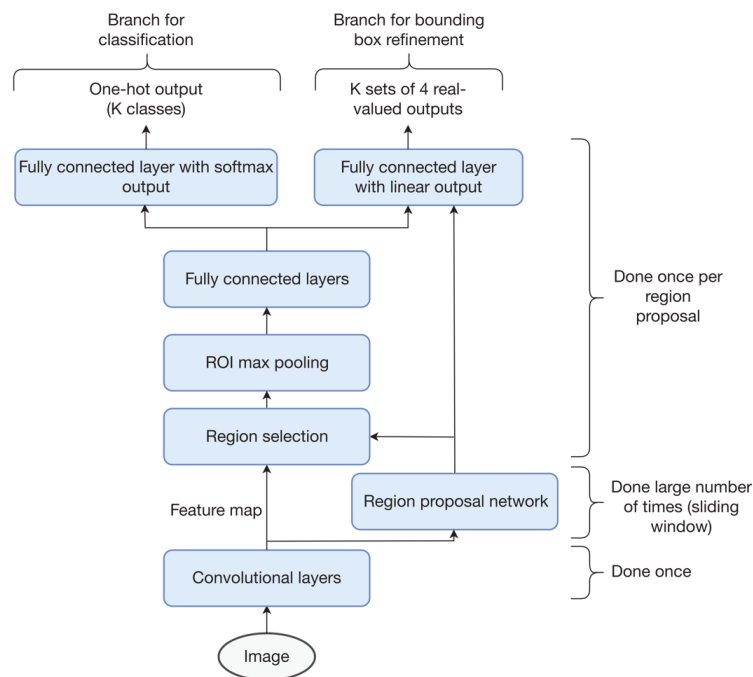 Branch for
classification
Branch for bounding
box refinement
One-hot output
(K classes)
K sets of 4 real-
valued outputs
Fully connected layer with softmax
output
Fully connected layer
with linear output
Fully connected layers
Done once per
region
proposal
ROI max pooling
Region selection
Feature map
Region proposal network
Done large number
of times (sliding
window)
Convolutional layers
Done once
Image